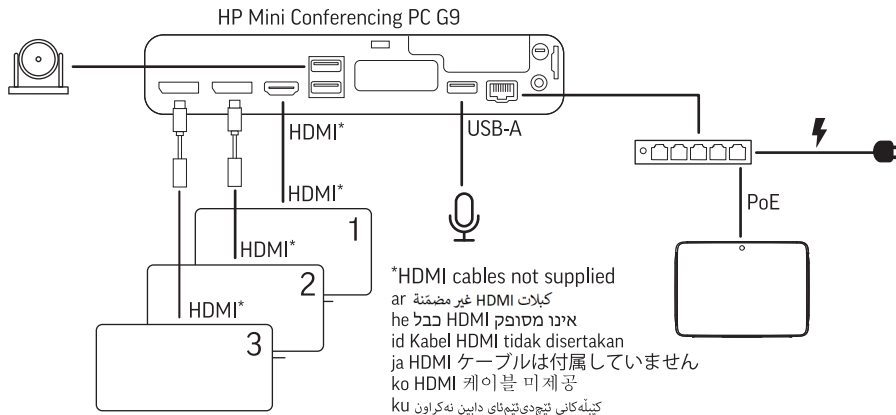 HP Mini Conferencing PC G9
HDMI*
USB-A
HDMI*
PoE
1
HDMI*
2
HDMI*
3
*HDMI cables not supplied
ar كبلات HDMI غير مضمّنة
he אינו מסופק HDMI כבל
id Kabel HDMI tidak disertakan
ja HDMI ケーブルは付属していません
ko HDMI 케이블 미제공
ku كێبڵەکانی ئێچدیئێمئای دابین نەکراون